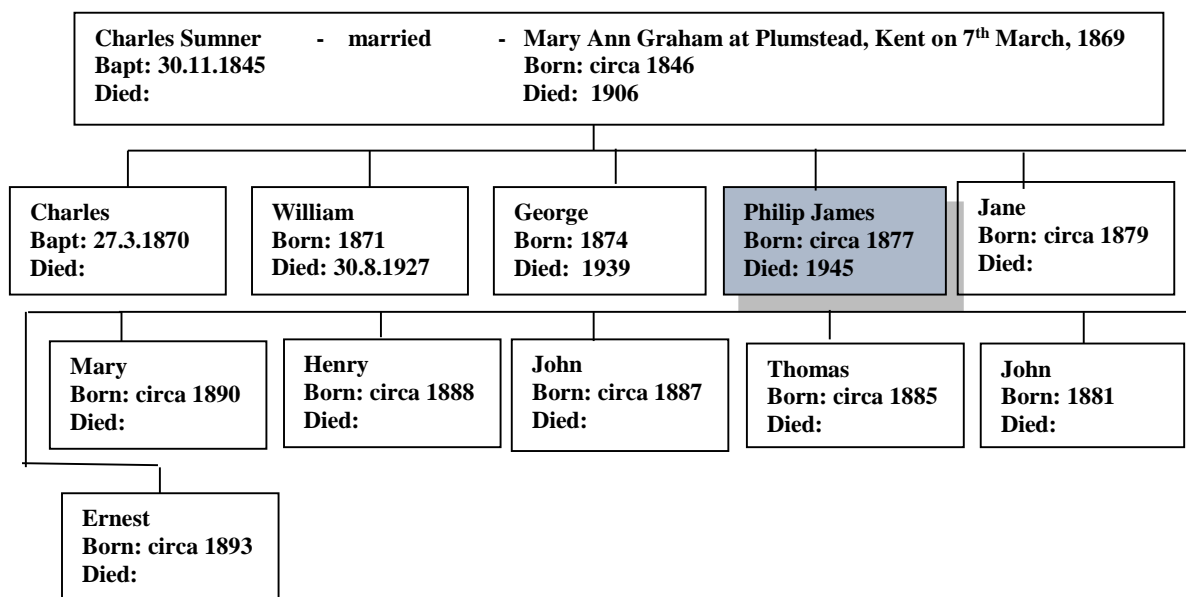 Charles Sumner - married - Mary Ann Graham at Plumstead, Kent on 7th March, 1869
Bapt: 30.11.1845 Born: circa 1846
Died: Died: 1906
Charles
Bapt: 27.3.1870
Died:
William
Born: 1871
Died: 30.8.1927
George
Born: 1874
Died: 1939
Philip James
Born: circa 1877
Died: 1945
Jane
Born: circa 1879
Died:
Mary
Born: circa 1890
Died:
Henry
Born: circa 1888
Died:
John
Born: circa 1887
Died:
Thomas
Born: circa 1885
Died:
John
Born: 1881
Died:
Ernest
Born: circa 1893
Died: